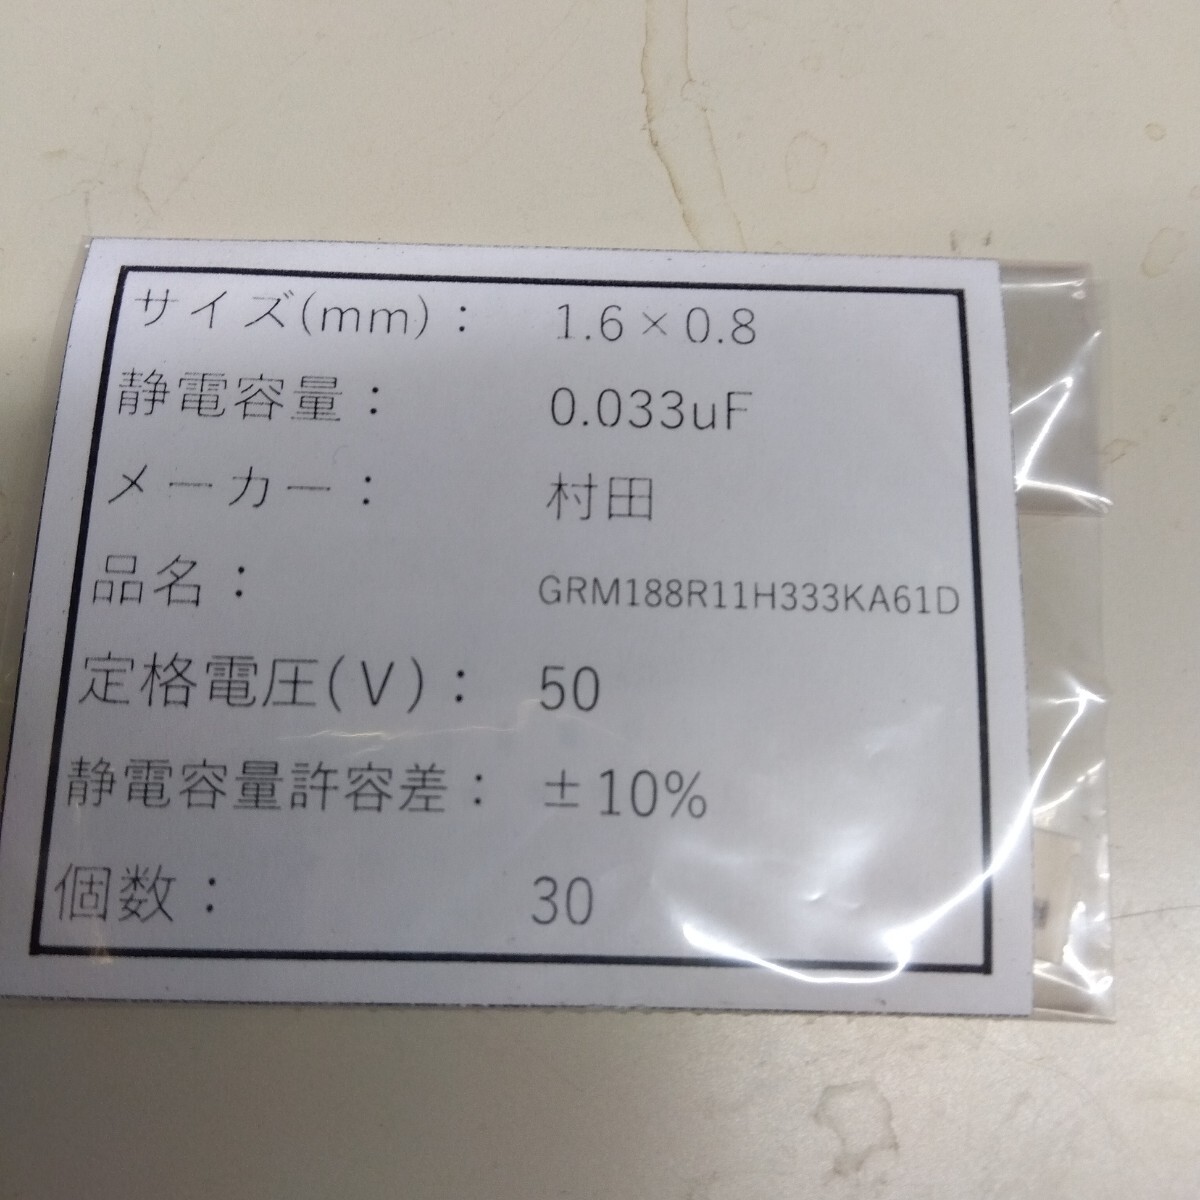 サイズ(mm)： 1.6×0.8
静電容量： 0.033uF
メーカー： 村田
品名： GRM188R11H333KA61D
定格電圧(V)： 50
静電容量許容差： ±10%
個数： 30